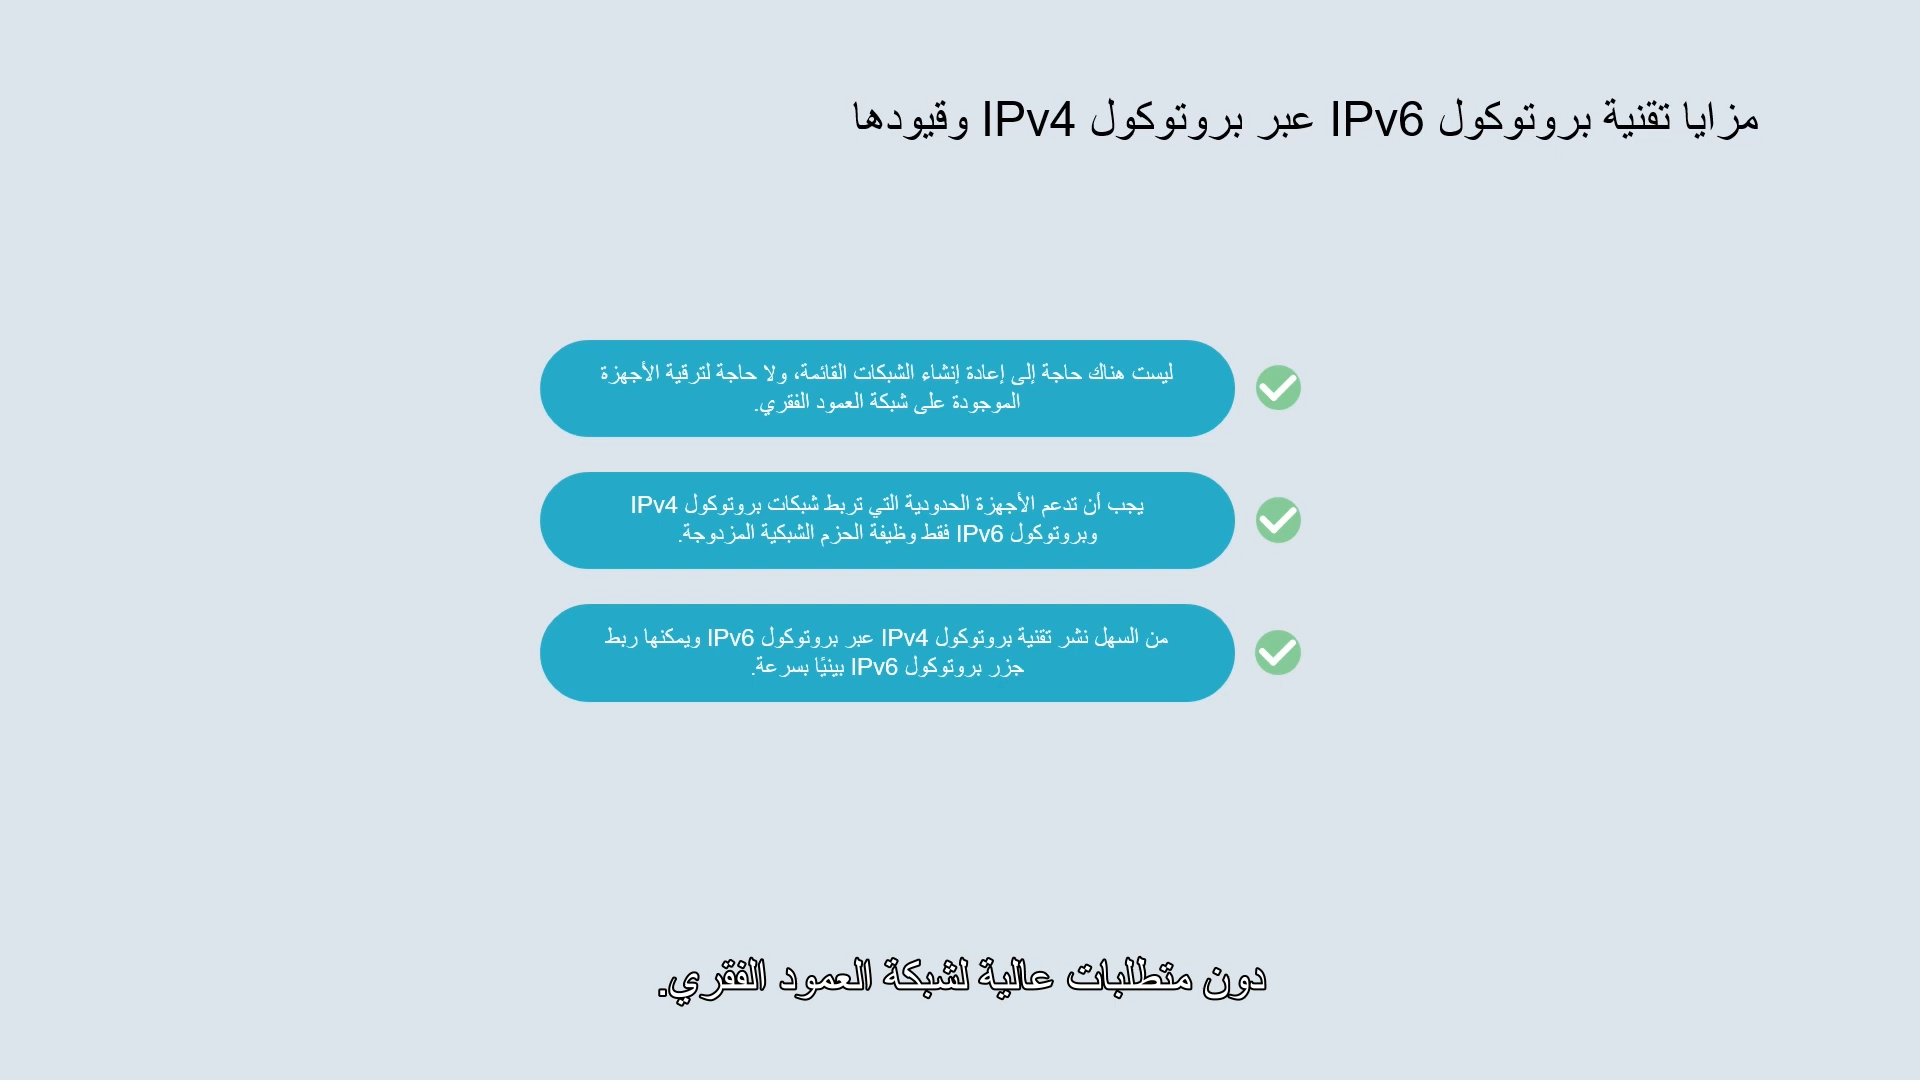 مزايا تقنية بروتوكول IPv6 عبر بروتوكول IPv4 وقيودها
ليست هناك حاجة إلى إعادة إنشاء الشبكات القائمة، ولا حاجة لترقية الأجهزة
الموجودة على شبكة العمود الفقري.
يجب أن تدعم الأجهزة الحدودية التي تربط شبكات بروتوكول IPv4
وبروتوكول IPv6 فقط وظيفة الحزم الشبكية المزدوجة.
من السهل نشر تقنية بروتوكول IPv4 عبر بروتوكول IPv6 ويمكنها ربط
جزر بروتوكول IPv6 بينيًا بسرعة.
دون متطلبات عالية لشبكة العمود الفقري.